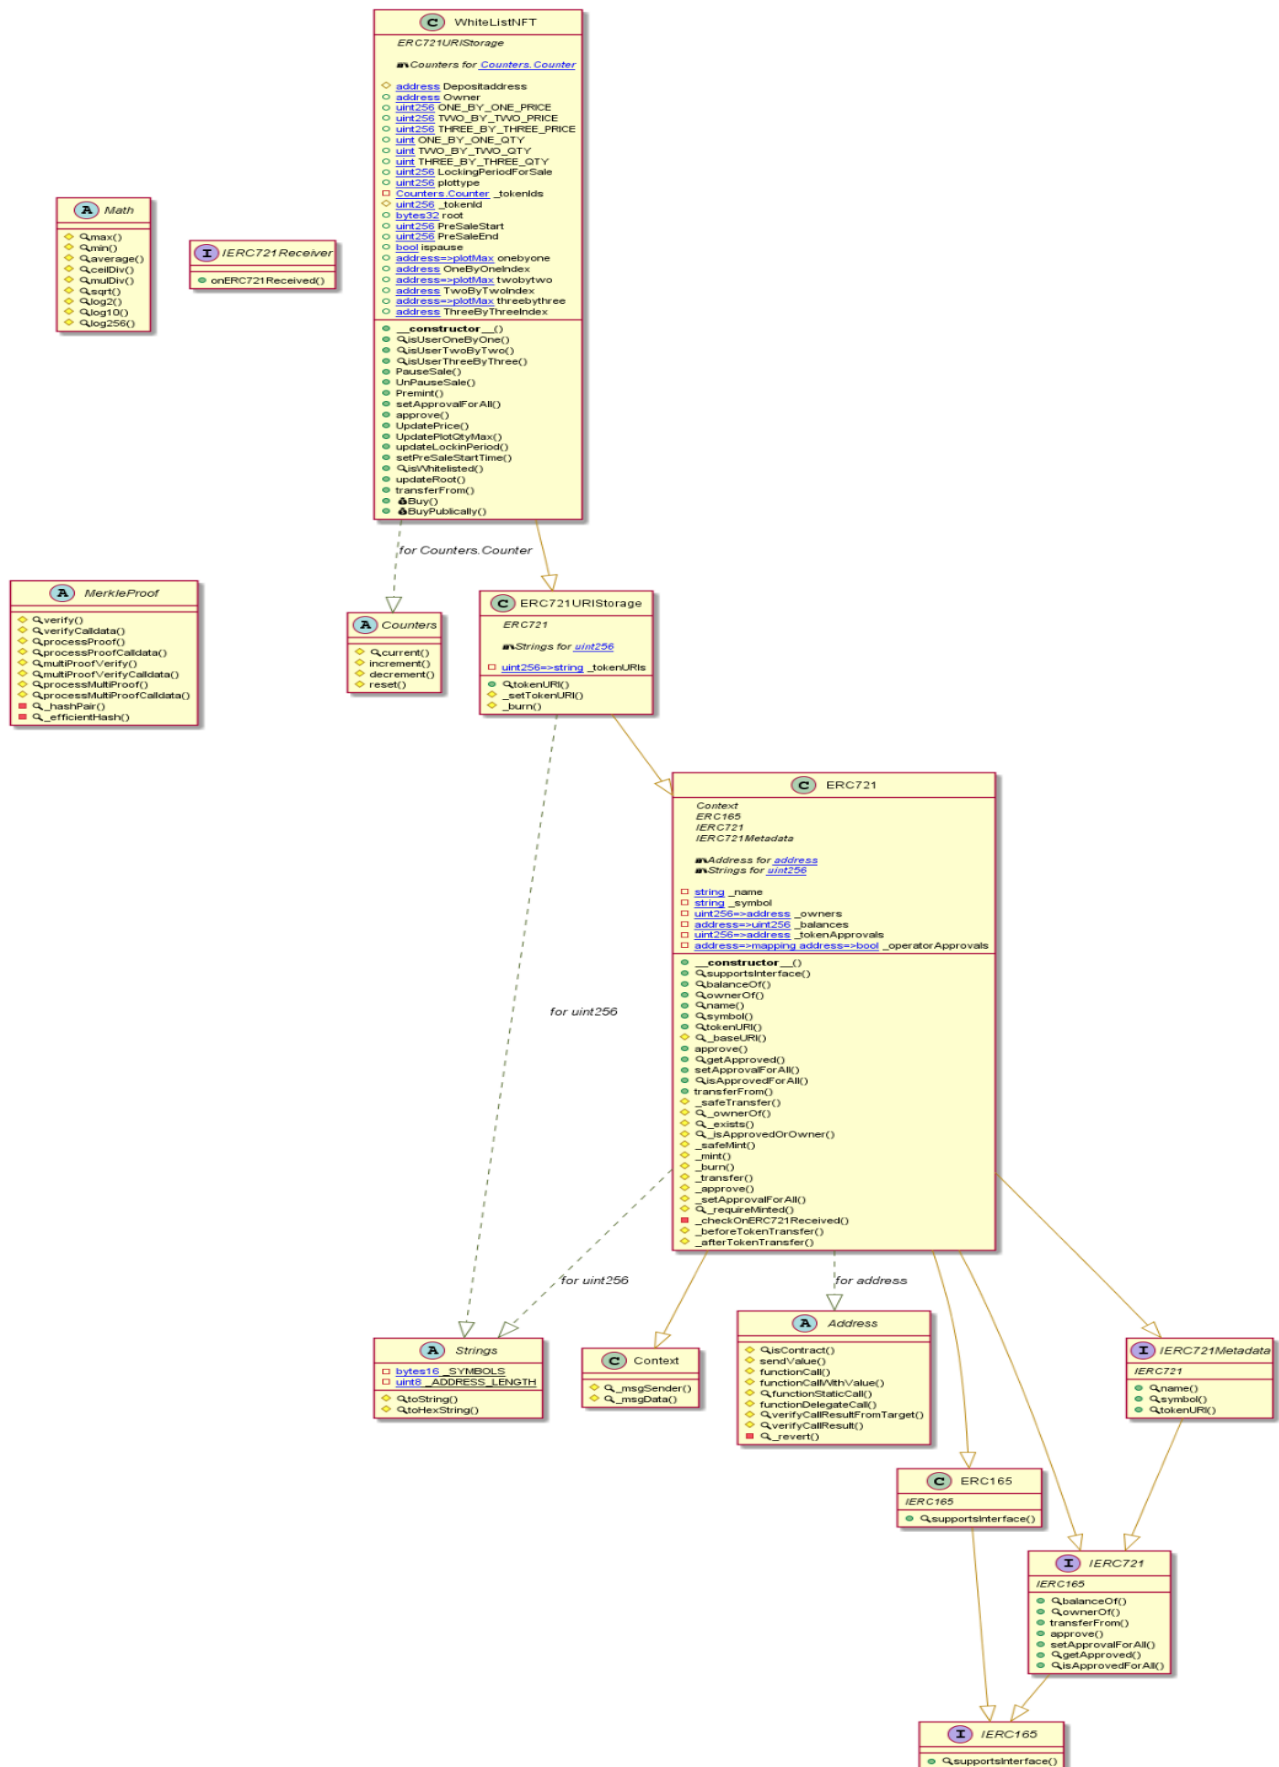 C WhiteListNFT
ERC721URIStorage
Counters for Counters.Counter
address Depositaddress
address Owner
uint256 ONE_BY_ONE_PRICE
uint256 TWO_BY_TWO_PRICE
uint256 THREE_BY_THREE_PRICE
uint ONE_BY_ONE_QTY
uint TWO_BY_TWO_QTY
uint THREE_BY_THREE_QTY
uint256 LockingPeriodForSale
uint256 plottype
Counters.Counter _tokenIds
uint256 _tokenId
bytes32 root
uint256 PreSaleStart
uint256 PreSaleEnd
bool ispause
address=>plotMax onebyone
address OneByOneIndex
address=>plotMax twobytwo
address TwoByTwoIndex
address=>plotMax threebythree
address ThreeByThreeIndex
__constructor__()
isUserOneByOne()
isUserTwoByTwo()
isUserThreeByThree()
PauseSale()
UnPauseSale()
Premint()
setApprovalForAll()
approve()
UpdatePrice()
UpdatePlotQtyMax()
updateLockinPeriod()
setPreSaleStartTime()
isWhitelisted()
updateRoot()
transferFrom()
Buy()
BuyPublically()
A Math
max()
min()
average()
ceilDiv()
mulDiv()
sqrt()
log2()
log10()
log256()
I IERC721Receiver
onERC721Received()
for Counters.Counter
A MerkleProof
verify()
verifyCalldata()
processProof()
processProofCalldata()
multiProofVerify()
multiProofVerifyCalldata()
processMultiProof()
processMultiProofCalldata()
_hashPair()
_efficientHash()
A Counters
current()
increment()
decrement()
reset()
C ERC721URIStorage
ERC721
Strings for uint256
uint256=>string _tokenURIs
tokenURI()
_setTokenURI()
_burn()
C ERC721
Context
ERC165
IERC721
IERC721Metadata
Address for address
Strings for uint256
string _name
string _symbol
uint256=>address _owners
address=>uint256 _balances
uint256=>address _tokenApprovals
address=>mapping address=>bool _operatorApprovals
__constructor__()
supportsInterface()
balanceOf()
ownerOf()
name()
symbol()
tokenURI()
_baseURI()
approve()
getApproved()
setApprovalForAll()
isApprovedForAll()
transferFrom()
_safeTransfer()
_ownerOf()
_exists()
_isApprovedOrOwner()
_safeMint()
_mint()
_burn()
_transfer()
_approve()
_setApprovalForAll()
_requireMinted()
_checkOnERC721Received()
_beforeTokenTransfer()
_afterTokenTransfer()
for uint256
for uint256
for address
A Strings
bytes16 _SYMBOLS
uint8 _ADDRESS_LENGTH
toString()
toHexString()
C Context
_msgSender()
_msgData()
A Address
isContract()
sendValue()
functionCall()
functionCallWithValue()
functionStaticCall()
functionDelegateCall()
verifyCallResultFromTarget()
verifyCallResult()
_revert()
I IERC721Metadata
IERC721
name()
symbol()
tokenURI()
C ERC165
IERC165
supportsInterface()
I IERC721
IERC165
balanceOf()
ownerOf()
transferFrom()
approve()
setApprovalForAll()
getApproved()
isApprovedForAll()
I IERC165
supportsInterface()